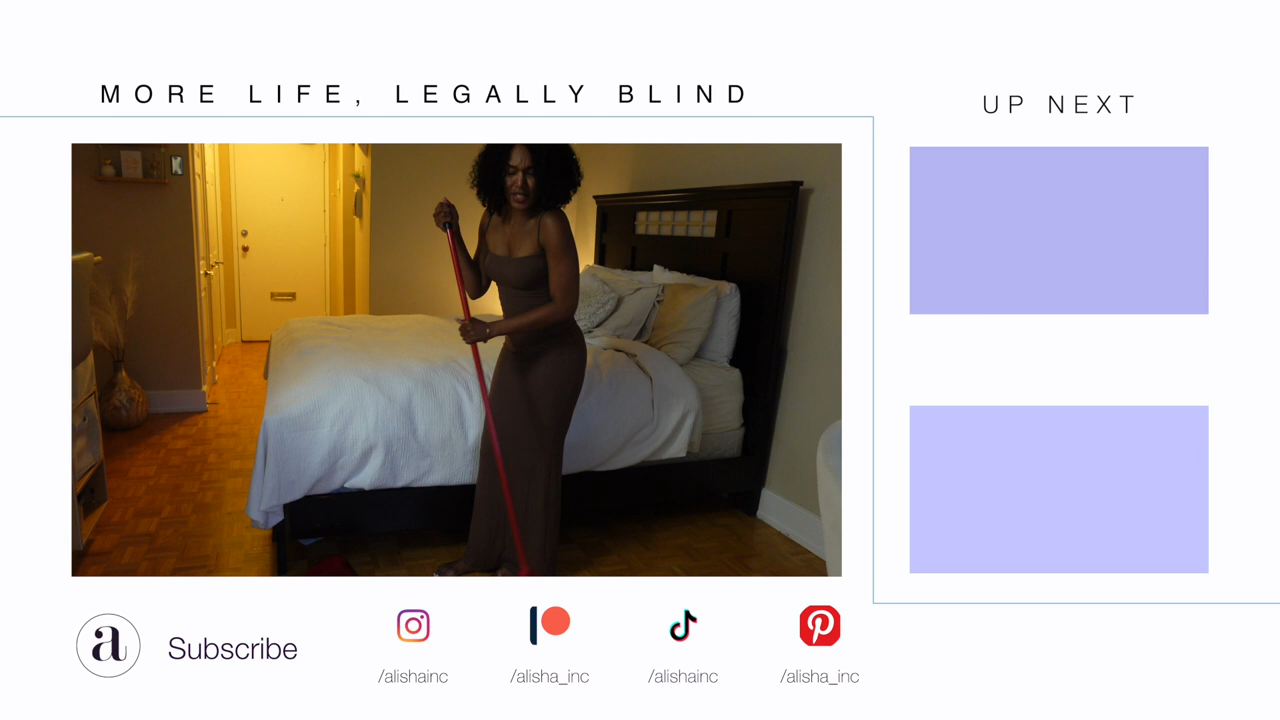 MORE LIFE, LEGALLY BLIND
UP NEXT
a
Subscribe
/alishainc
/alisha_inc
/alishainc
/alisha_inc